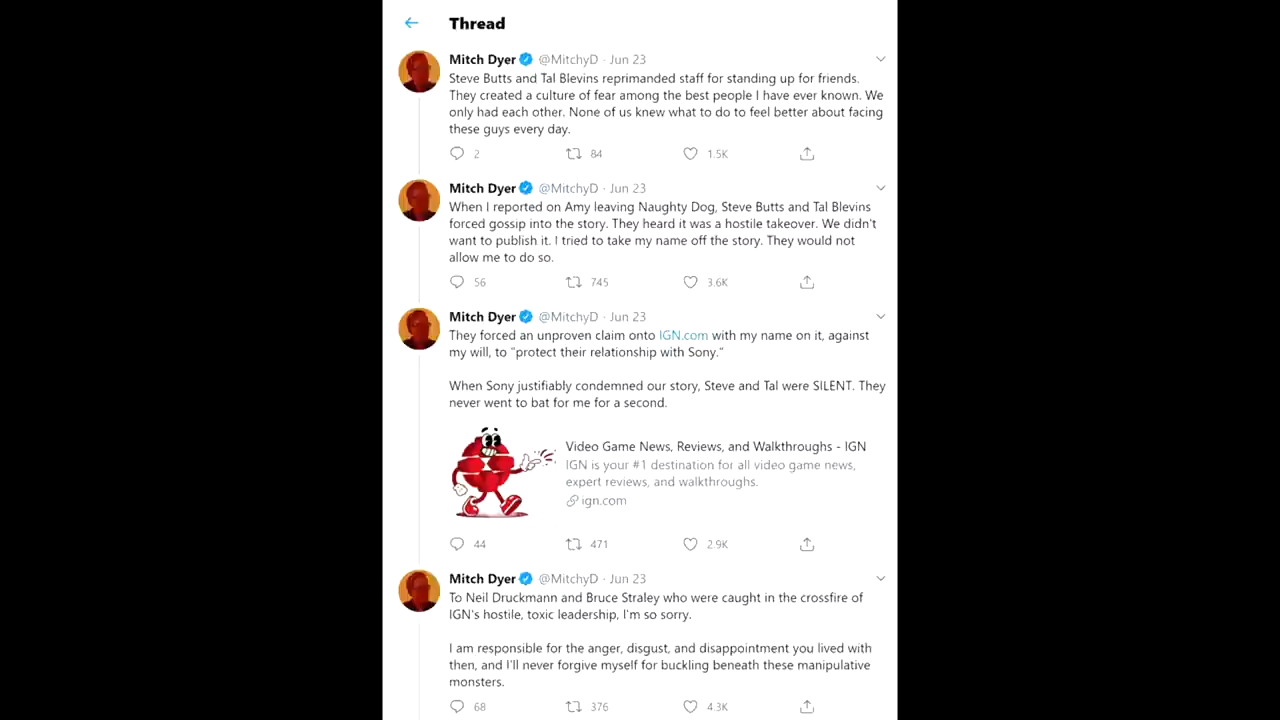 Thread
Mitch Dyer @MitchyD · Jun 23
Steve Butts and Tal Blevins reprimanded staff for standing up for friends.
They created a culture of fear among the best people I have ever known. We
only had each other. None of us knew what to do to feel better about facing
these guys every day.
2 84 1.5K
Mitch Dyer @MitchyD · Jun 23
When I reported on Amy leaving Naughty Dog, Steve Butts and Tal Blevins
forced gossip into the story. They heard it was a hostile takeover. We didn't
want to publish it. I tried to take my name off the story. They would not
allow me to do so.
56 745 3.6K
Mitch Dyer @MitchyD · Jun 23
They forced an unproven claim onto IGN.com with my name on it, against
my will, to "protect their relationship with Sony."
When Sony justifiably condemned our story, Steve and Tal were SILENT. They
never went to bat for me for a second.
Video Game News, Reviews, and Walkthroughs - IGN
IGN is your #1 destination for all video game news,
expert reviews, and walkthroughs.
ign.com
44 471 2.9K
Mitch Dyer @MitchyD · Jun 23
To Neil Druckmann and Bruce Straley who were caught in the crossfire of
IGN's hostile, toxic leadership, I'm so sorry.
I am responsible for the anger, disgust, and disappointment you lived with
then, and I'll never forgive myself for buckling beneath these manipulative
monsters.
68 376 4.3K